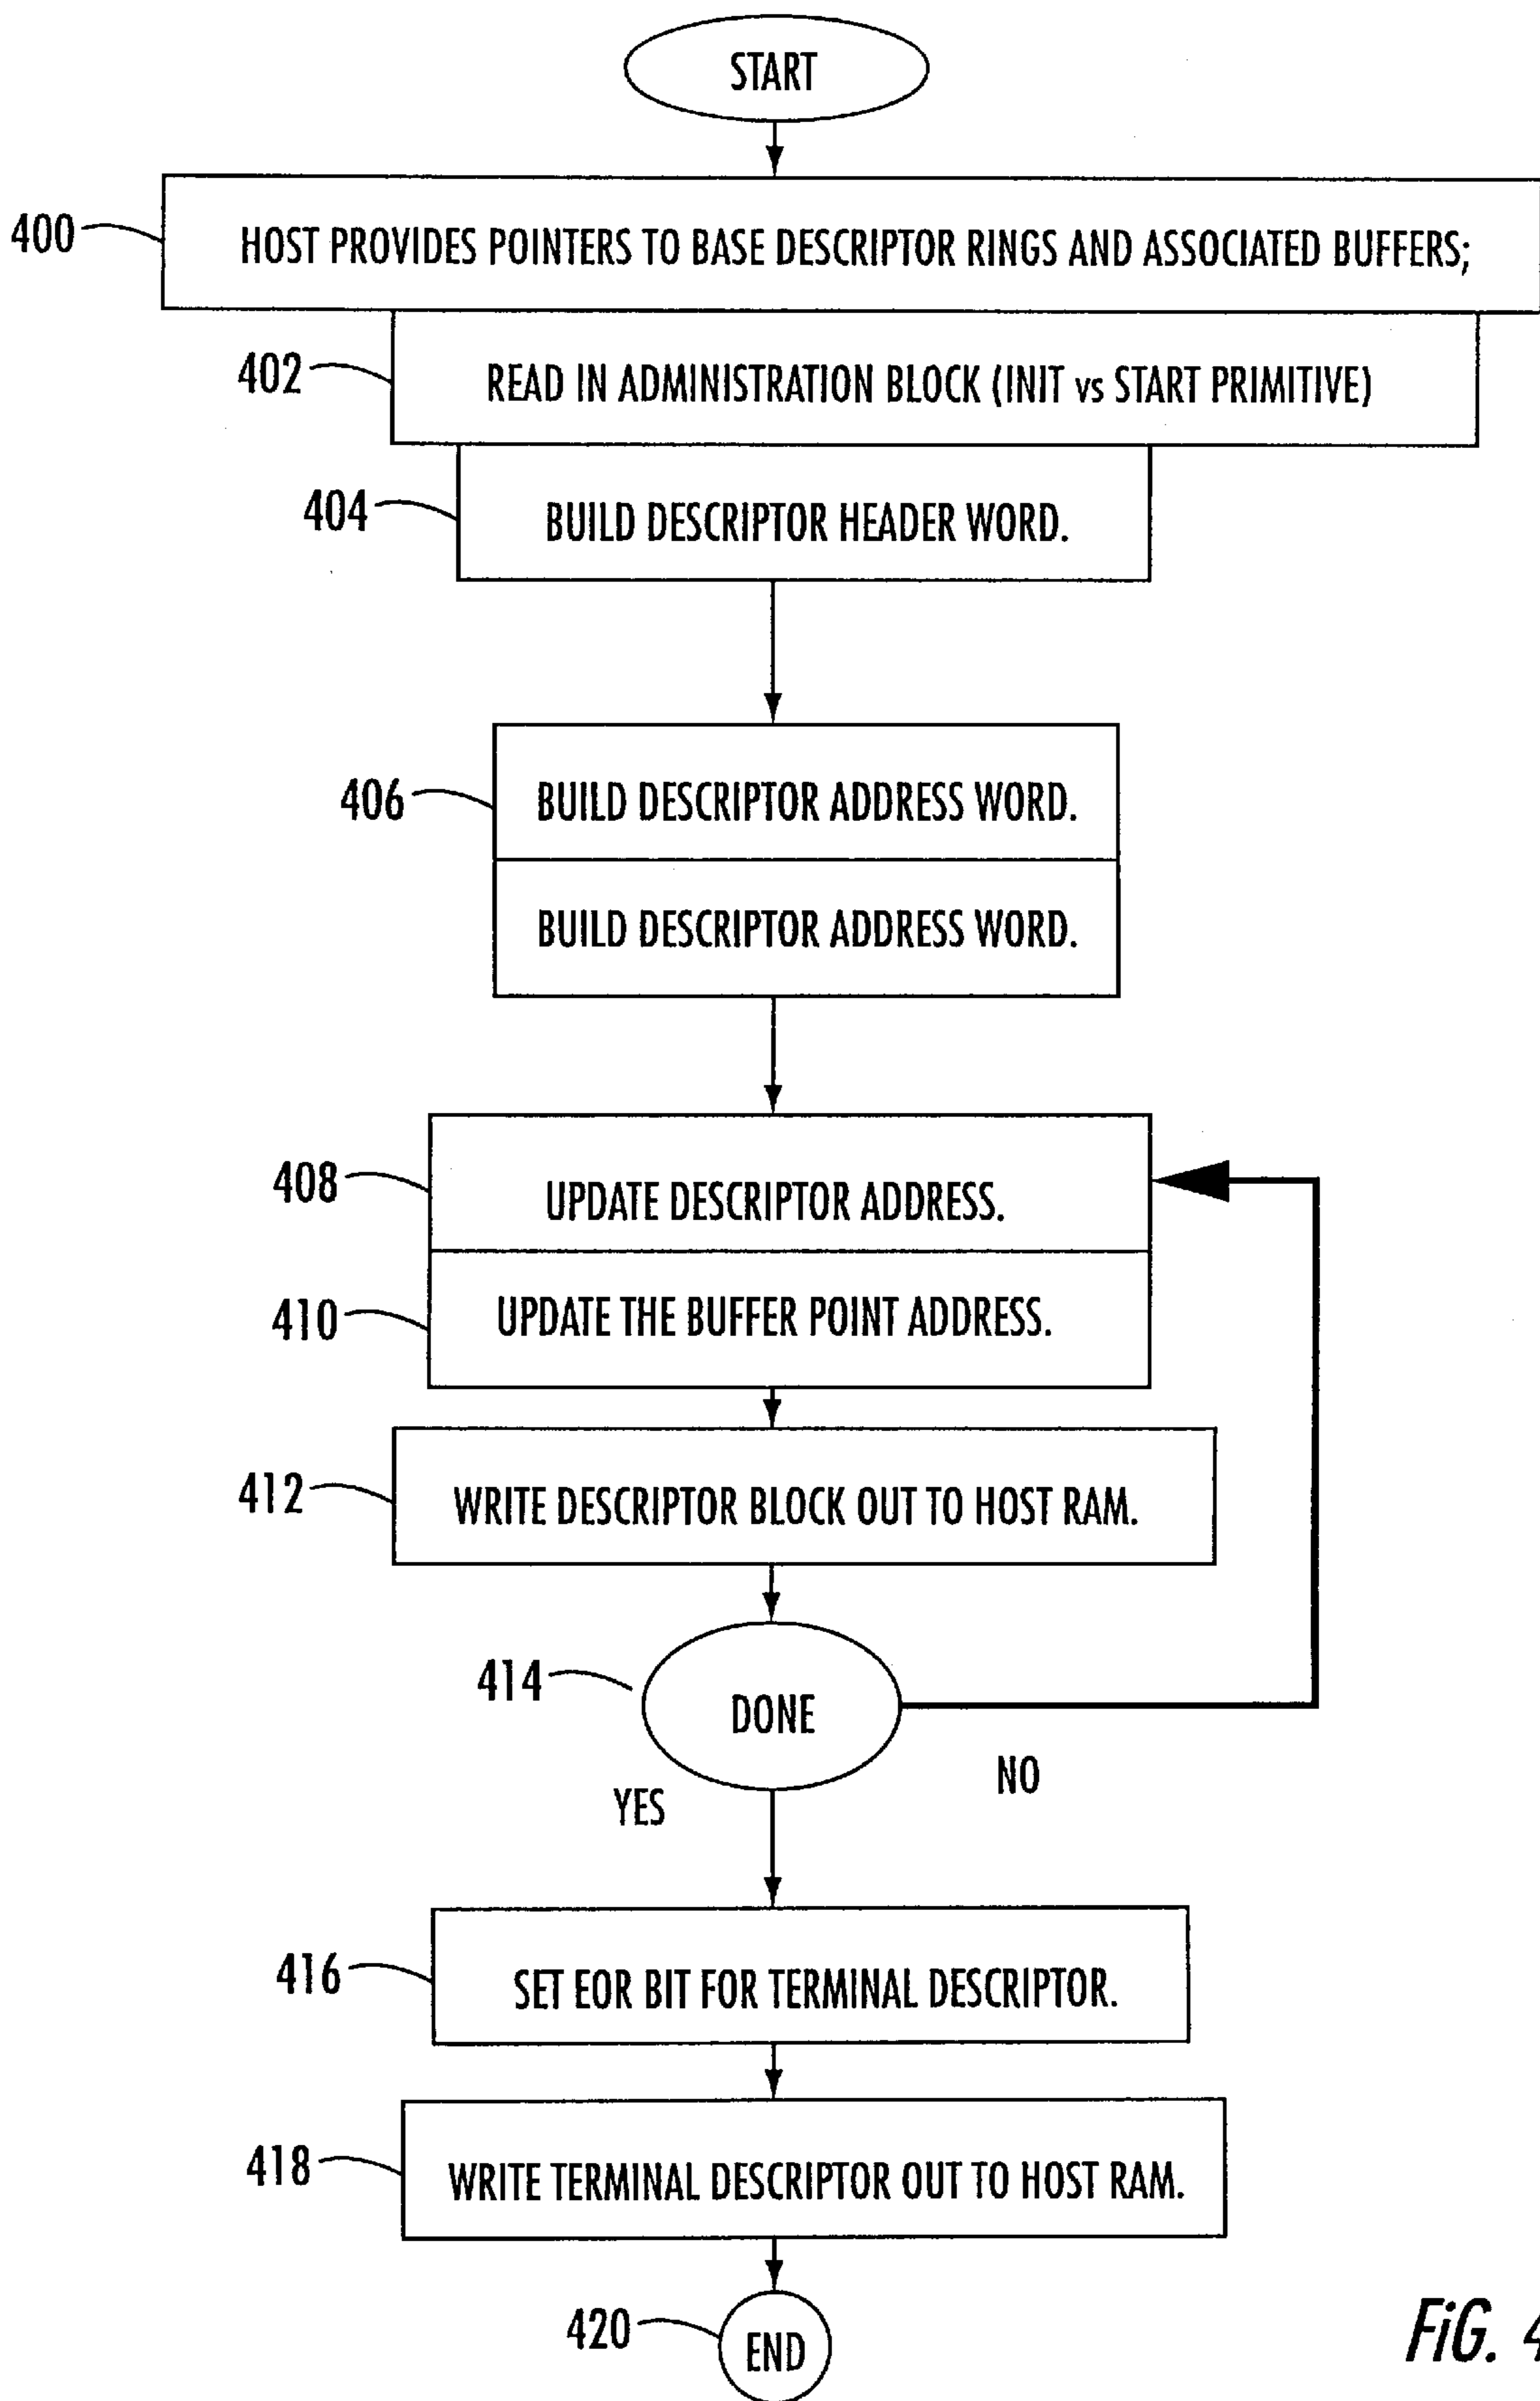 START
400
HOST PROVIDES POINTERS TO BASE DESCRIPTOR RINGS AND ASSOCIATED BUFFERS;
402
READ IN ADMINISTRATION BLOCK (INIT vs START PRIMITIVE)
404
BUILD DESCRIPTOR HEADER WORD.
406
BUILD DESCRIPTOR ADDRESS WORD.
BUILD DESCRIPTOR ADDRESS WORD.
408
UPDATE DESCRIPTOR ADDRESS.
410
UPDATE THE BUFFER POINT ADDRESS.
412
WRITE DESCRIPTOR BLOCK OUT TO HOST RAM.
414
DONE
NO
YES
416
SET EOR BIT FOR TERMINAL DESCRIPTOR.
418
WRITE TERMINAL DESCRIPTOR OUT TO HOST RAM.
420
END
FiG. 4